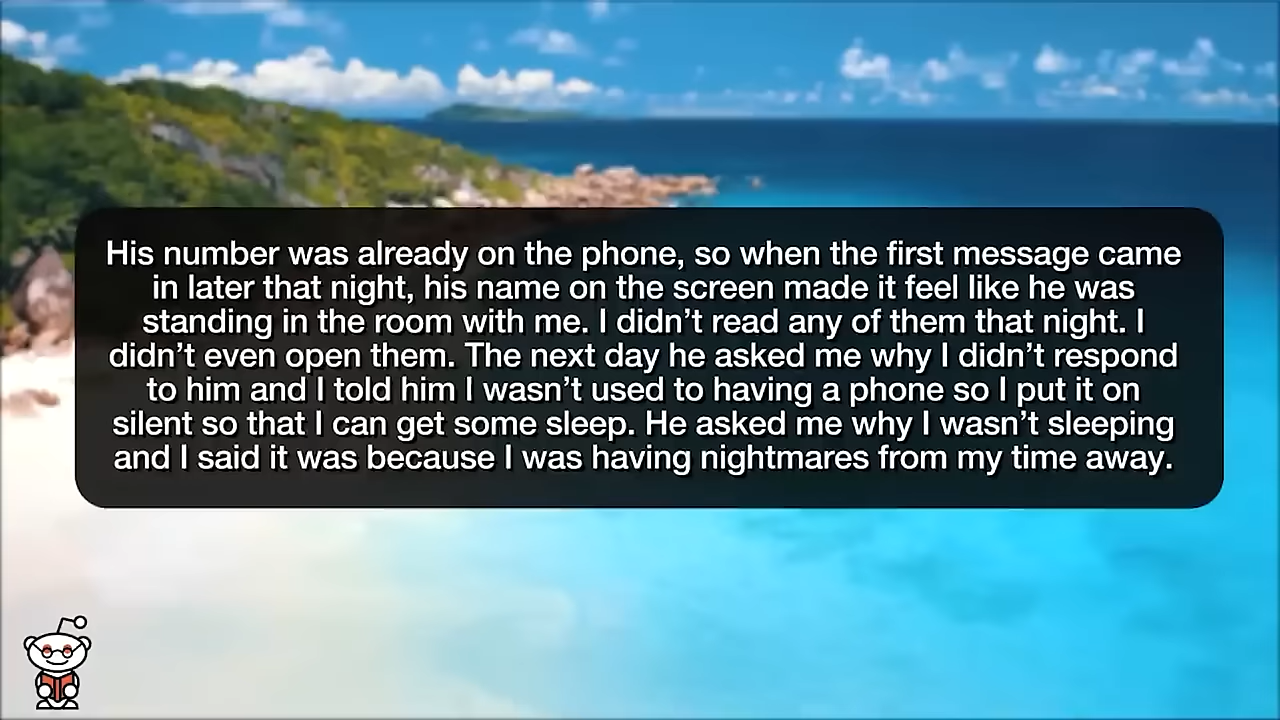 His number was already on the phone, so when the first message came
in later that night, his name on the screen made it feel like he was
standing in the room with me. I didn’t read any of them that night. I
didn’t even open them. The next day he asked me why I didn’t respond
to him and I told him I wasn’t used to having a phone so I put it on
silent so that I can get some sleep. He asked me why I wasn’t sleeping
and I said it was because I was having nightmares from my time away.